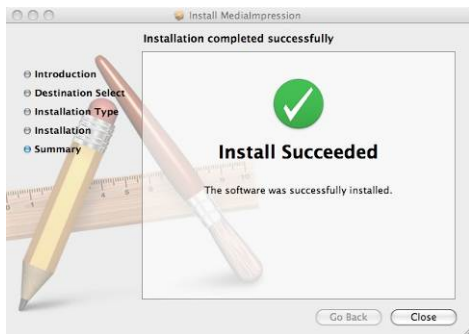 Install MediaImpression
Installation completed successfully
Introduction
Destination Select
Installation Type
Installation
Summary
Install Succeeded
The software was successfully installed.
Go Back
Close